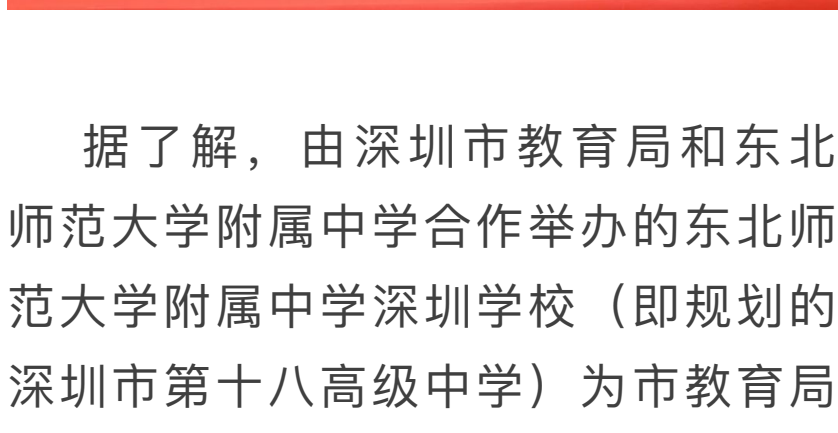 据了解，由深圳市教育局和东北
师范大学附属中学合作举办的东北师
范大学附属中学深圳学校（即规划的
深圳市第十八高级中学）为市教育局